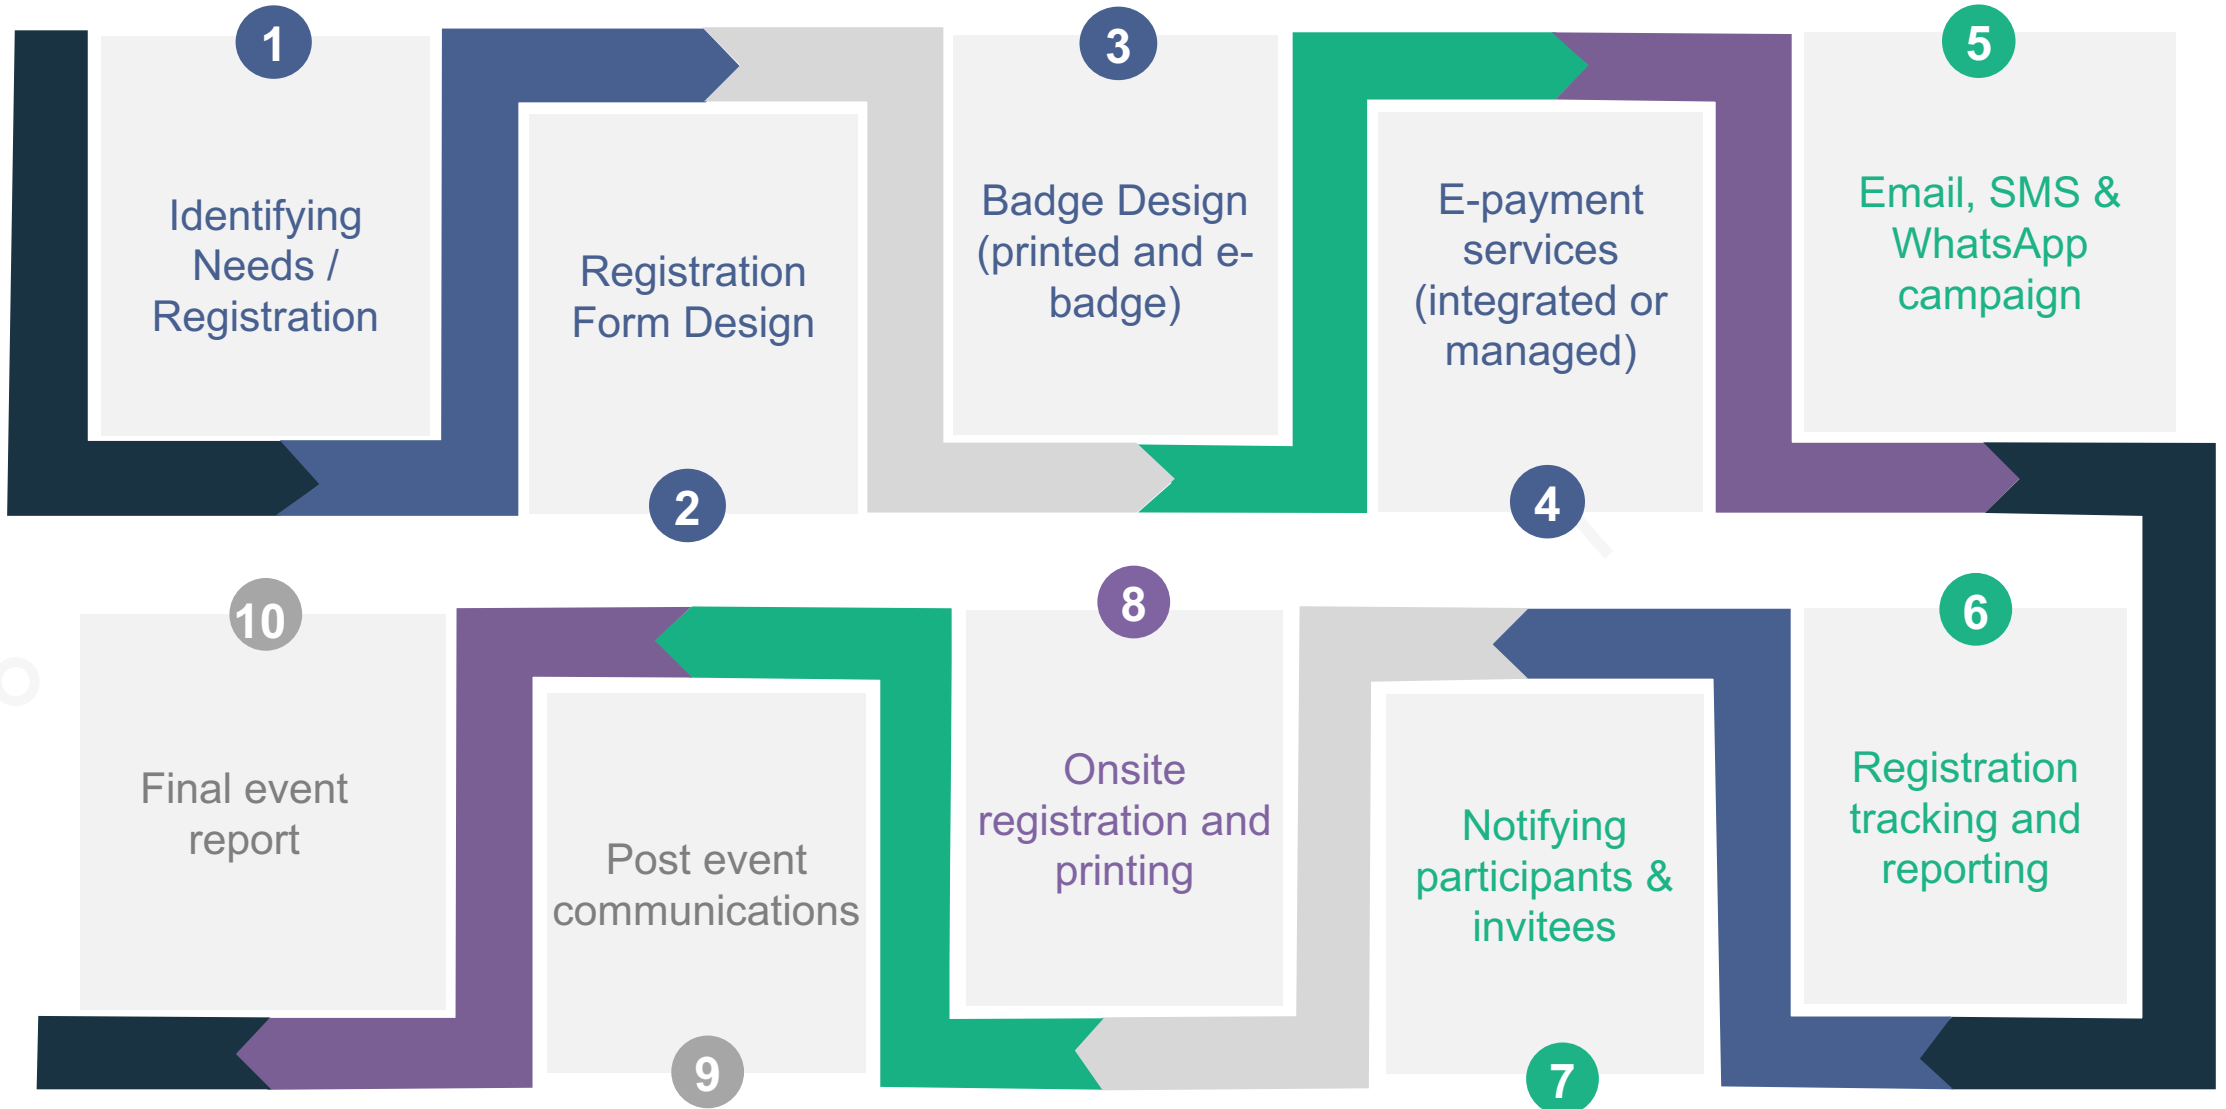 1
Identifying
Needs /
Registration
2
Registration
Form Design
3
Badge Design
(printed and e-
badge)
4
E-payment
services
(integrated or
managed)
5
Email, SMS &
WhatsApp
campaign
6
Registration
tracking and
reporting
7
Notifying
participants &
invitees
8
Onsite
registration and
printing
9
Post event
communications
10
Final event
report